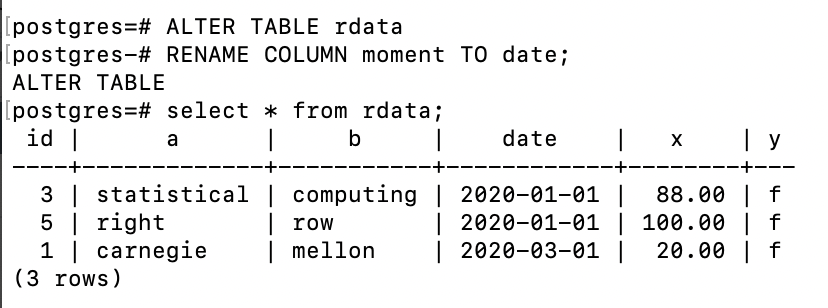 [postgres=# ALTER TABLE rdata
[postgres-# RENAME COLUMN moment TO date;
ALTER TABLE
[postgres=# select * from rdata;
 id |      a      |     b     |    date    |   x    | y
----+-------------+-----------+------------+--------+---
  3 | statistical | computing | 2020-01-01 |  88.00 | f
  5 | right       | row       | 2020-01-01 | 100.00 | f
  1 | carnegie    | mellon    | 2020-03-01 |  20.00 | f
(3 rows)